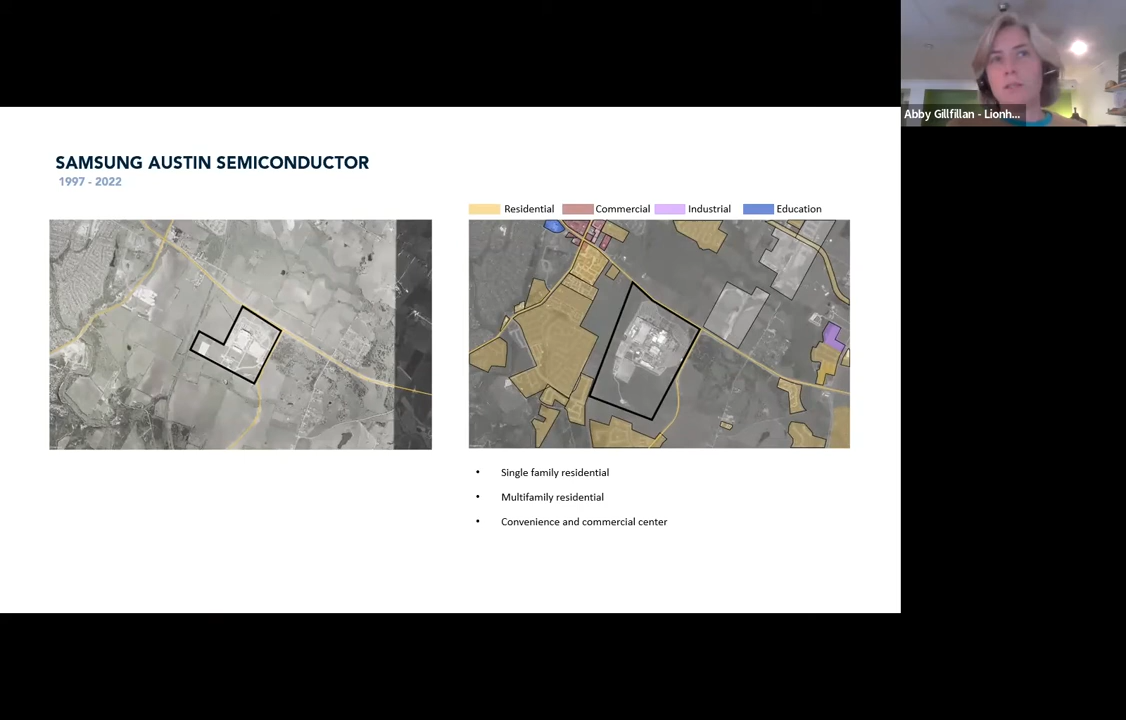 Abby Gillfillan - Lionh...
SAMSUNG AUSTIN SEMICONDUCTOR
1997 - 2022
Residential Commercial Industrial Education
• Single family residential
• Multifamily residential
• Convenience and commercial center